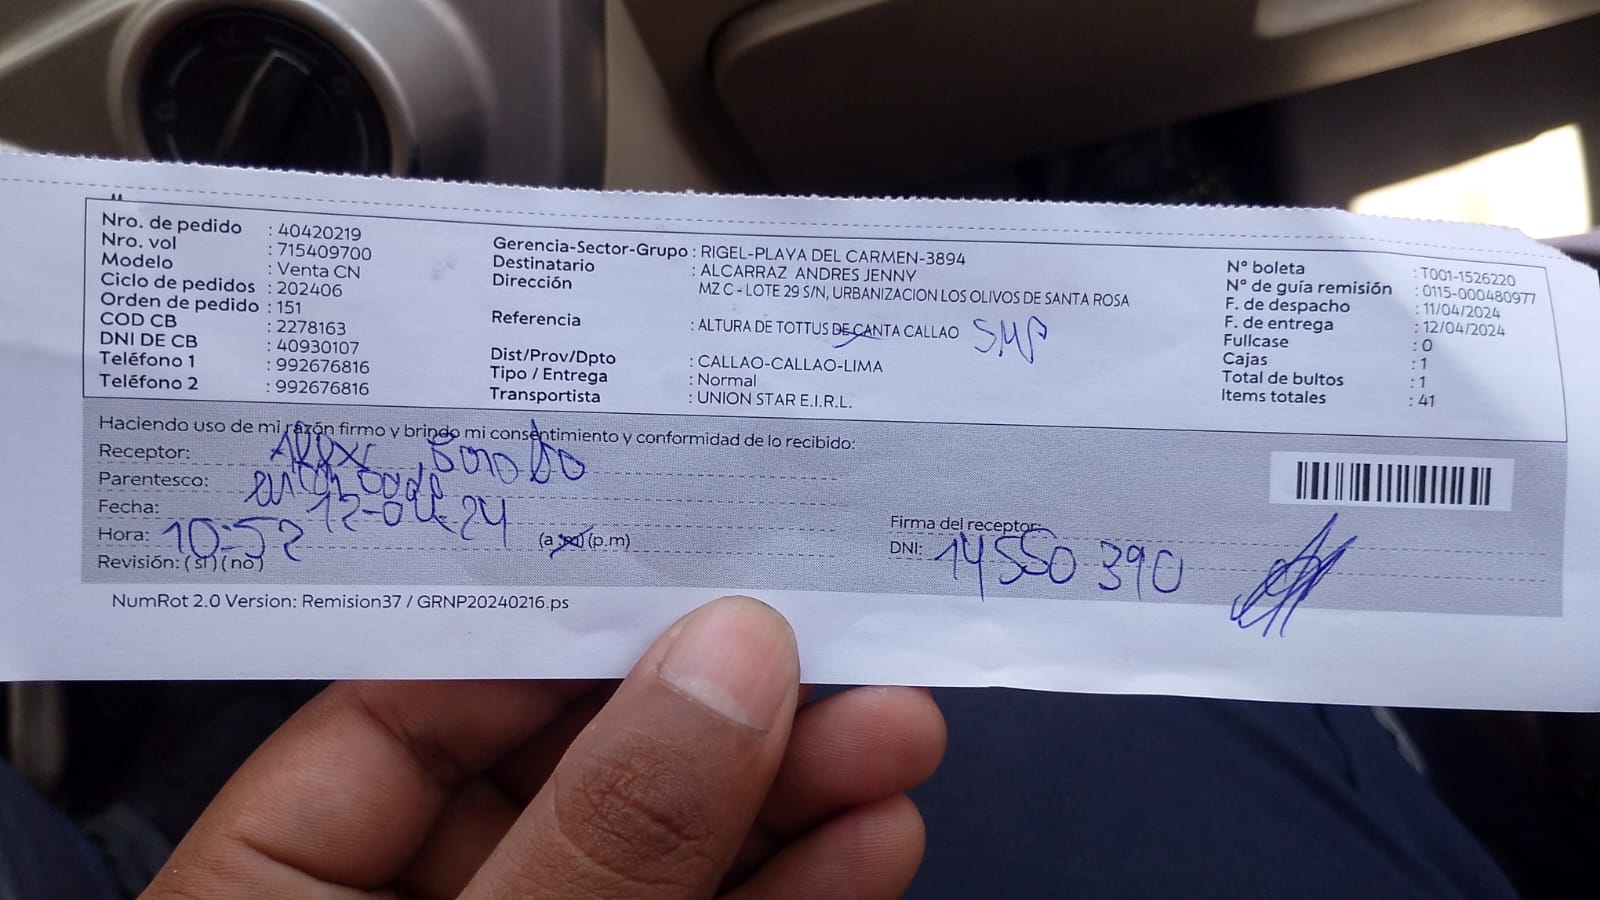 Nro. de pedido : 40420219
Nro. vol : 715409700
Modelo : Venta CN
Ciclo de pedidos : 202406
Orden de pedido : 151
COD CB : 2278163
DNI DE CB : 40930107
Teléfono 1 : 992676816
Teléfono 2 : 992676816
Gerencia-Sector-Grupo : RIGEL-PLAYA DEL CARMEN-3894
Destinatario : ALCARRAZ ANDRES JENNY
Dirección MZ C - LOTE 29 S/N, URBANIZACION LOS OLIVOS DE SANTA ROSA
Referencia : ALTURA DE TOTTUS DE CANTA CALLAO SMP
Dist/Prov/Dpto : CALLAO-CALLAO-LIMA
Tipo / Entrega : Normal
Transportista : UNION STAR E.I.R.L.
N° boleta : T001-1526220
N° de guía remisión : 0115-000480977
F. de despacho : 11/04/2024
F. de entrega : 12/04/2024
Fullcase : 0
Cajas : 1
Total de bultos : 1
Items totales : 41
Haciendo uso de mi razón firmo y brindo mi consentimiento y conformidad de lo recibido:
Receptor:
Parentesco:
Fecha: 12-04-24
Hora: 10:52 (a.m) (p.m)
Revisión: (si) (no)
Firma del receptor:
DNI: 14550390
NumRot 2.0 Version: Remision37 / GRNP20240216.ps